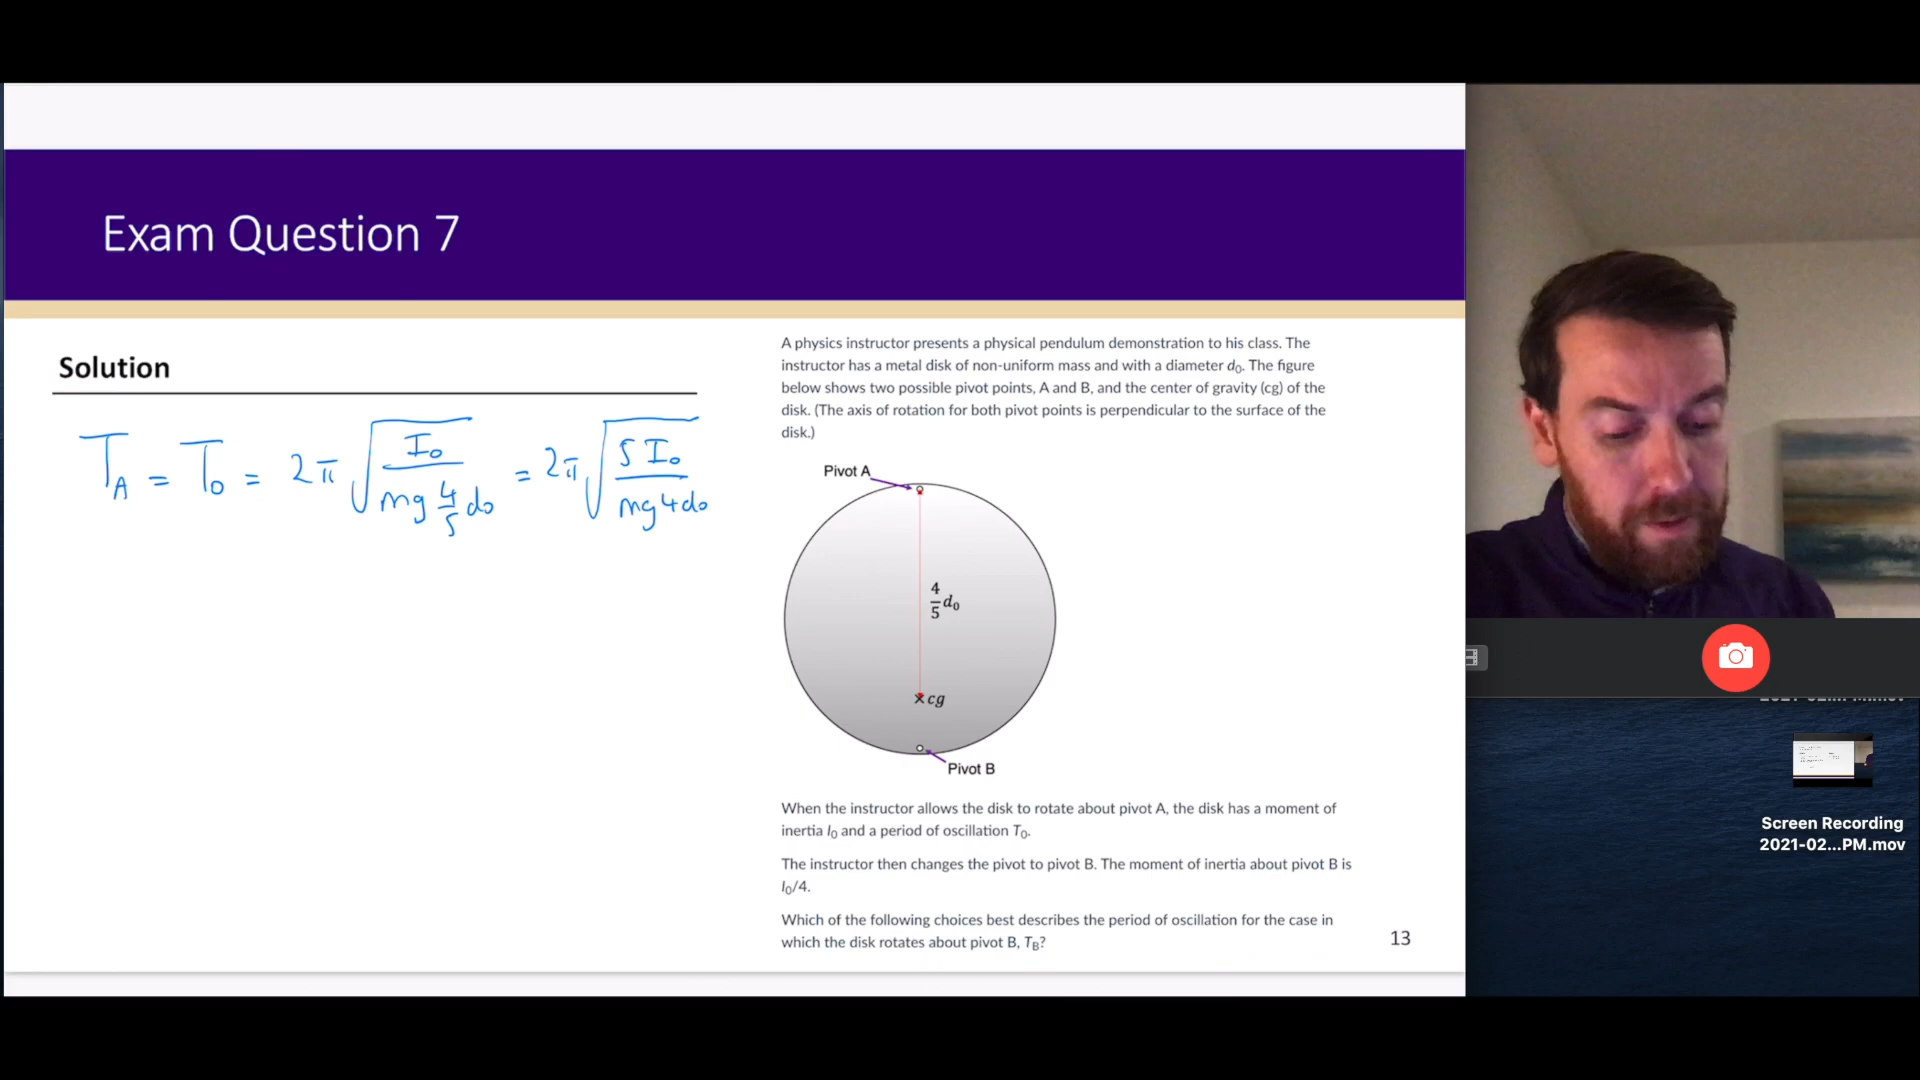 Exam Question 7
Solution
T_A = T_0 = 2π √(I_0 / (mg 4/5 d_0)) = 2π √(5 I_0 / (mg 4 d_0))
A physics instructor presents a physical pendulum demonstration to his class. The
instructor has a metal disk of non-uniform mass and with a diameter d₀. The figure
below shows two possible pivot points, A and B, and the center of gravity (cg) of the
disk. (The axis of rotation for both pivot points is perpendicular to the surface of the
disk.)
Pivot A
4/5 d₀
×cg
Pivot B
When the instructor allows the disk to rotate about pivot A, the disk has a moment of
inertia I₀ and a period of oscillation T₀.
The instructor then changes the pivot to pivot B. The moment of inertia about pivot B is
I₀/4.
Which of the following choices best describes the period of oscillation for the case in
which the disk rotates about pivot B, T_B?
13
Screen Recording
2021-02...PM.mov